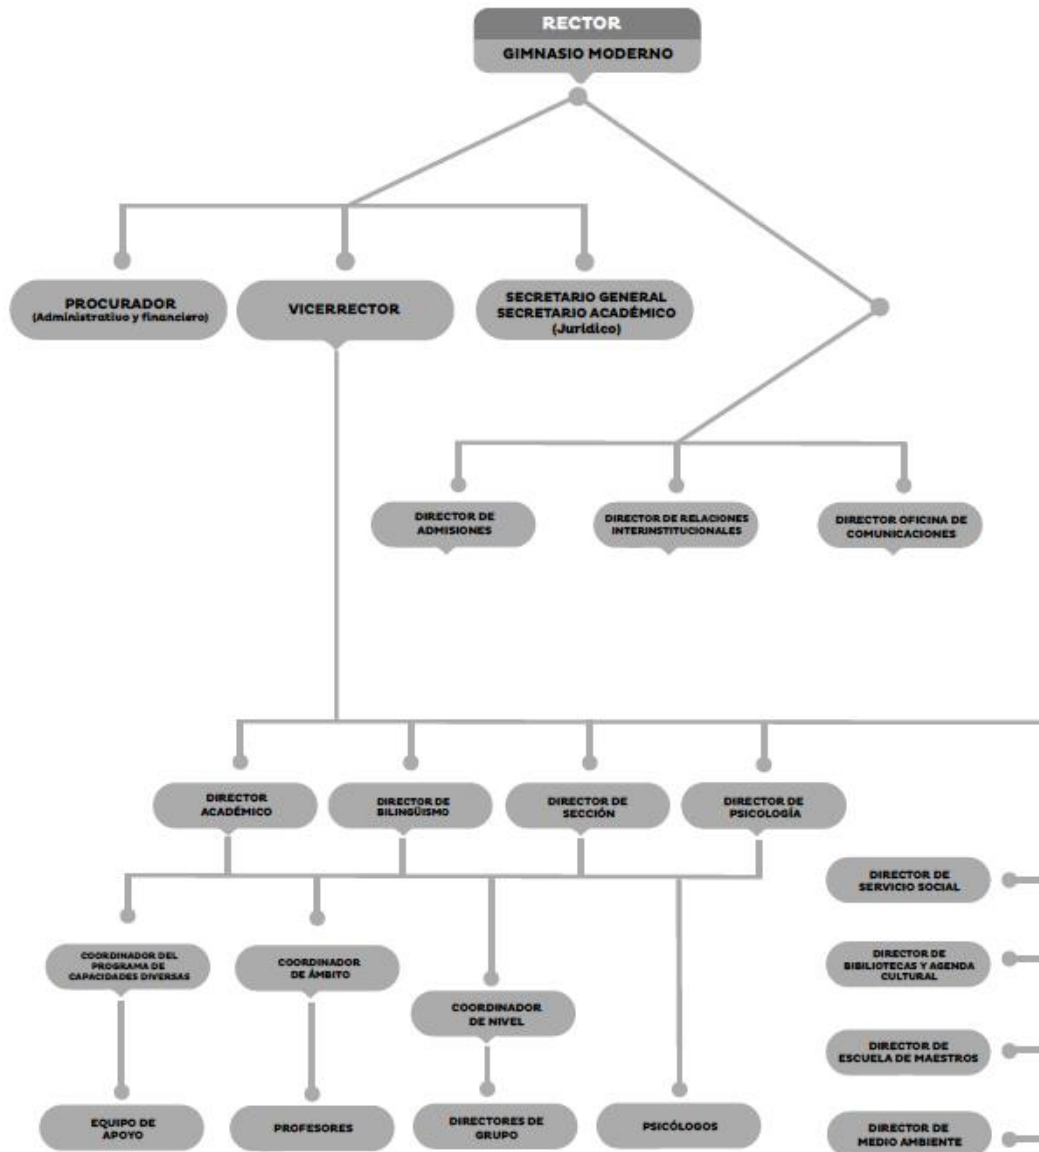 RECTOR
GIMNASIO MODERNO
PROCURADOR
(Administrativo y financiero)
VICERRECTOR
SECRETARIO GENERAL
SECRETARIO ACADÉMICO
(Jurídico)
DIRECTOR DE
ADMISIONES
DIRECTOR DE RELACIONES
INTERINSTITUCIONALES
DIRECTOR OFICINA DE
COMUNICACIONES
DIRECTOR
ACADÉMICO
DIRECTOR DE
BILINGÜISMO
DIRECTOR DE
SECCIÓN
DIRECTOR DE
PSICOLOGÍA
DIRECTOR DE
SERVICIO SOCIAL
COORDINADOR DEL
PROGRAMA DE
CAPACIDADES DIVERSAS
COORDINADOR
DE ÁMBITO
DIRECTOR DE
BIBILIOTECAS Y AGENDA
CULTURAL
COORDINADOR
DE NIVEL
DIRECTOR DE
ESCUELA DE MAESTROS
EQUIPO DE
APOYO
PROFESORES
DIRECTORES DE
GRUPO
PSICÓLOGOS
DIRECTOR DE
MEDIO AMBIENTE